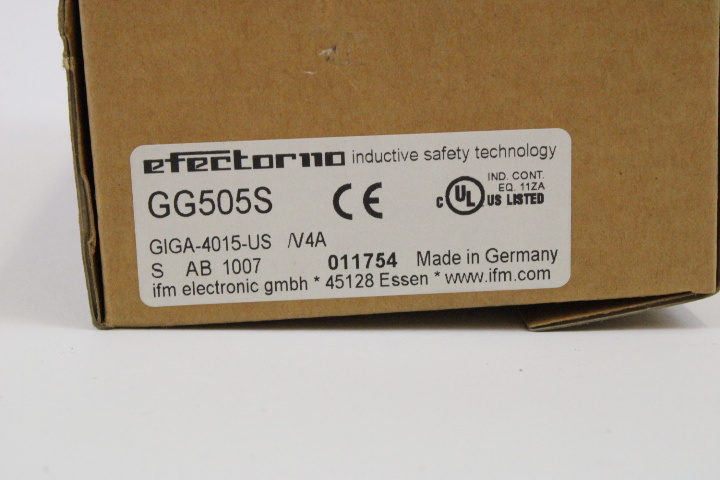 efector110 inductive safety technology
GG505S CE
c UL US LISTED
IND. CONT.
EQ. 11ZA
GIGA-4015-US /V4A
S AB 1007 011754 Made in Germany
ifm electronic gmbh * 45128 Essen * www.ifm.com